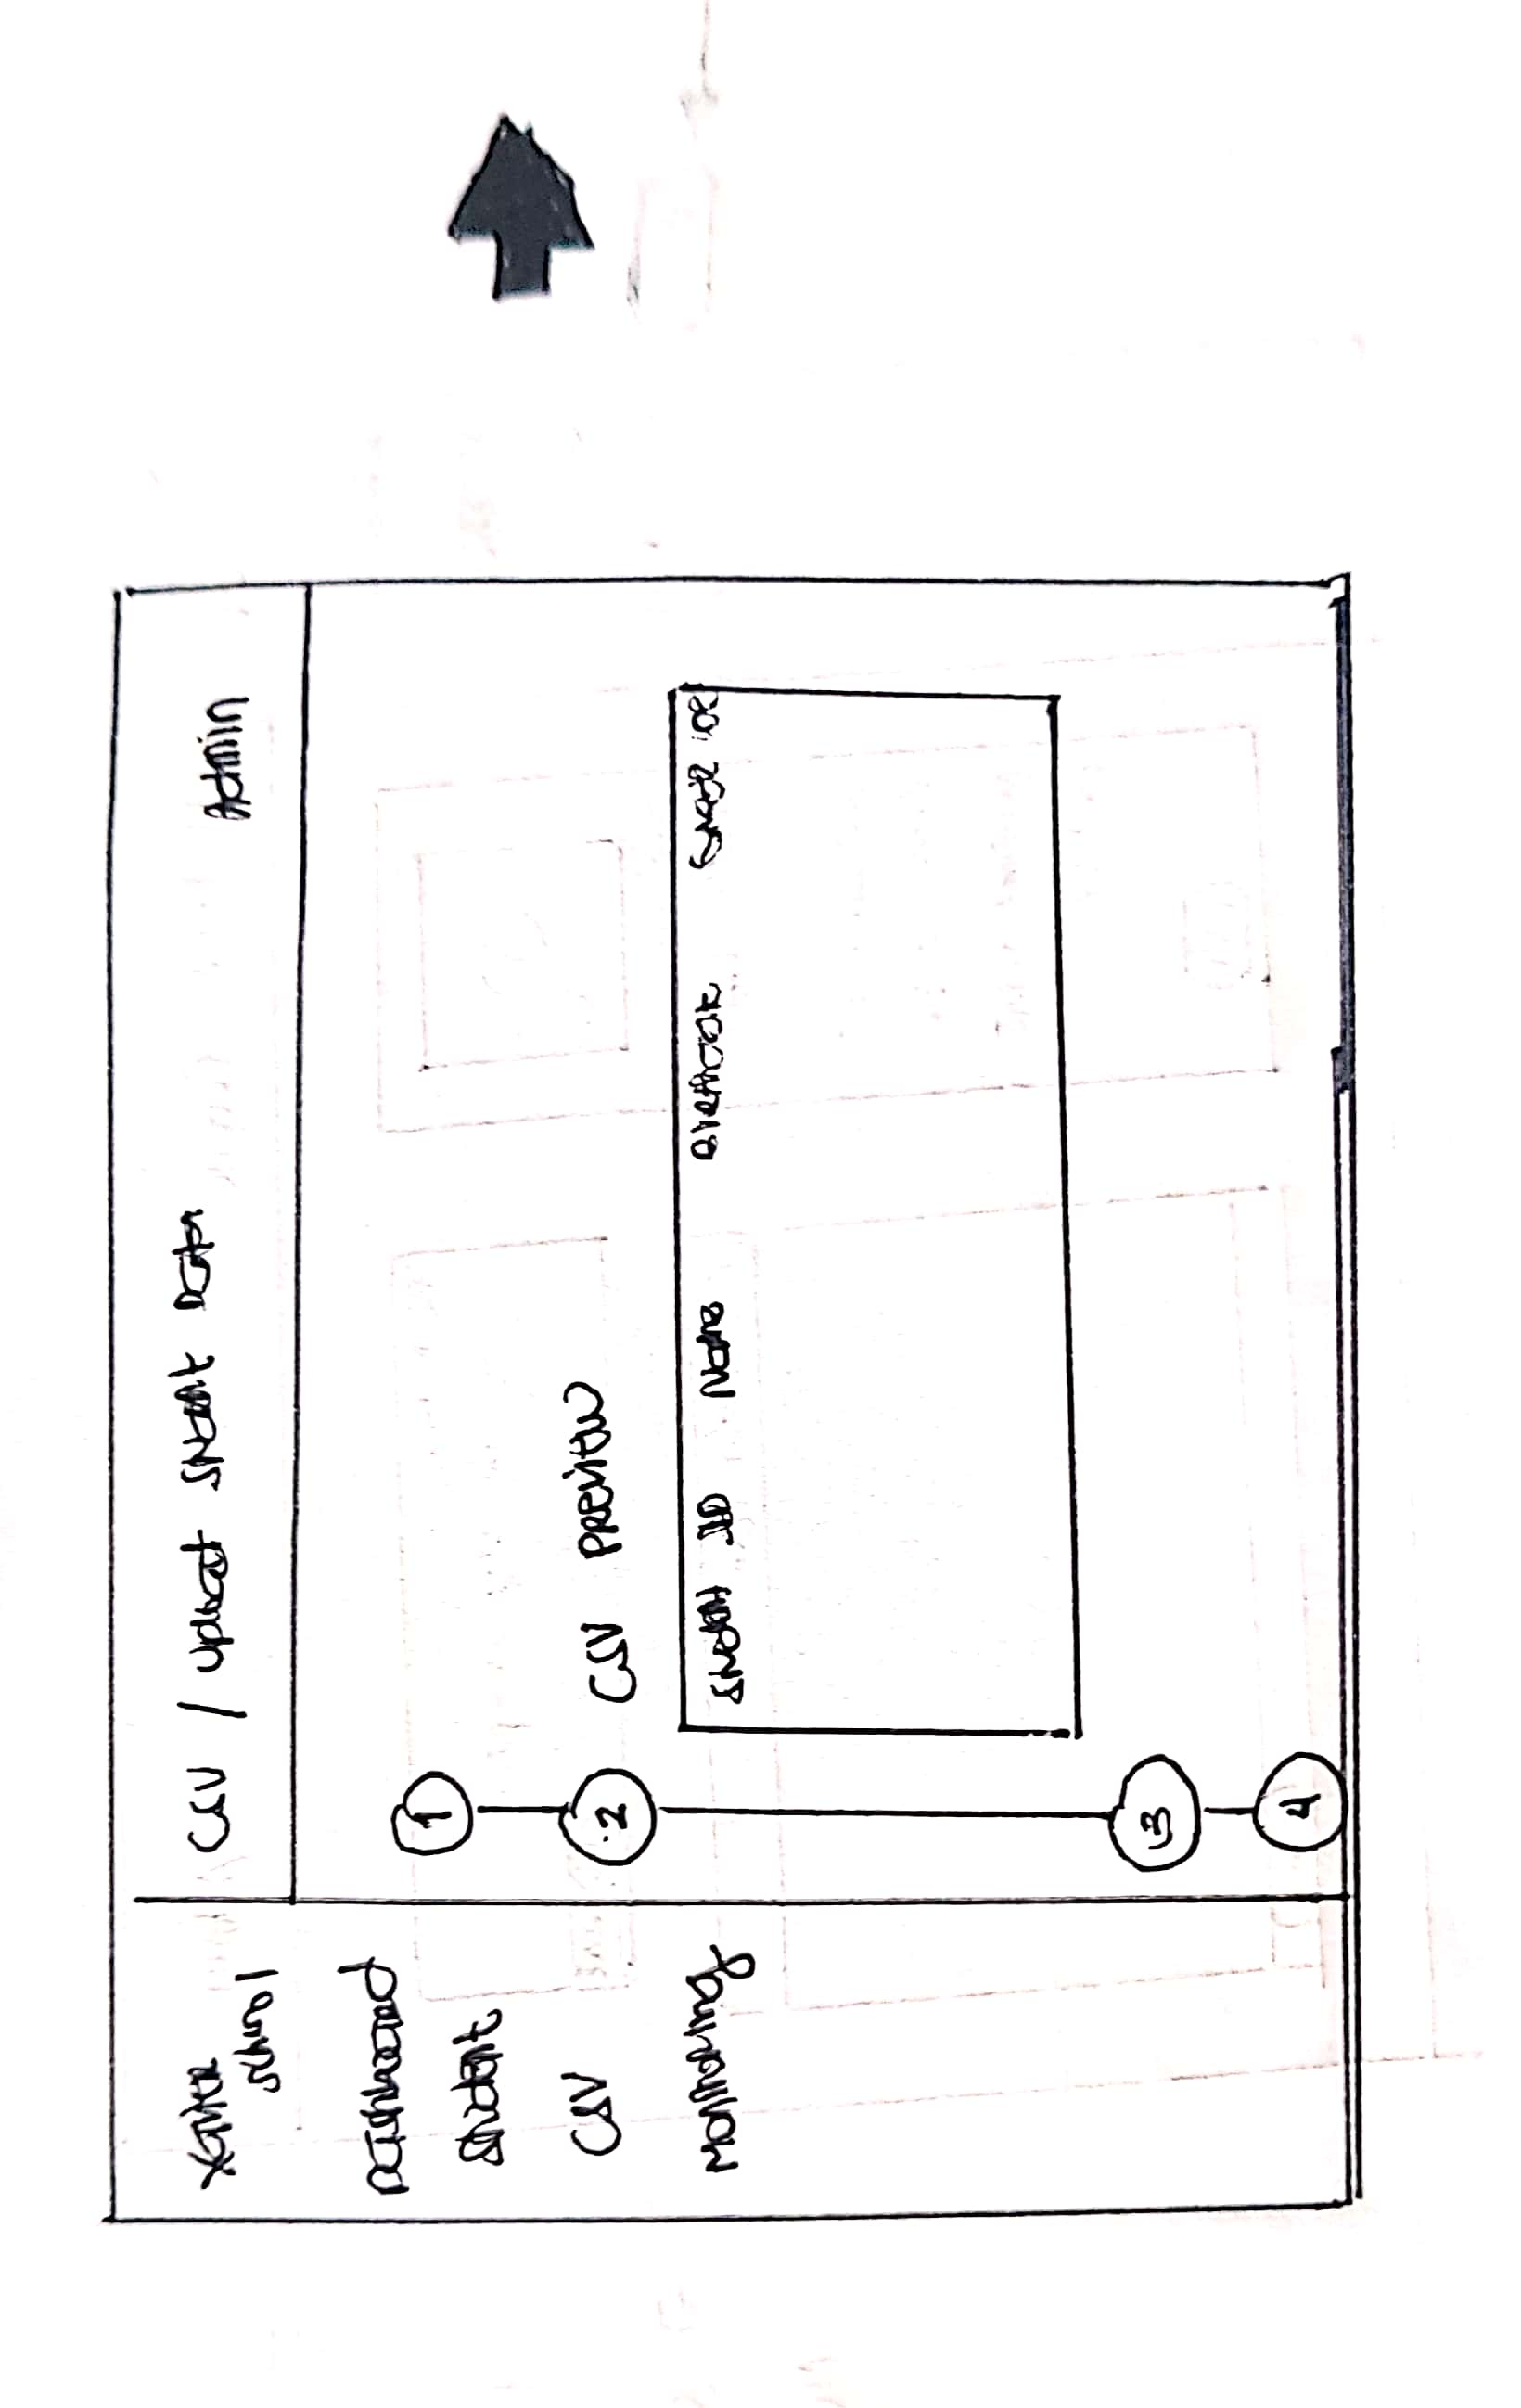 Xavier
School
CSV / Upload Student Data
Admin
Dashboard
Student
CSV
Monitoring
1
2
CSV Preview
Student ID Name
3
4